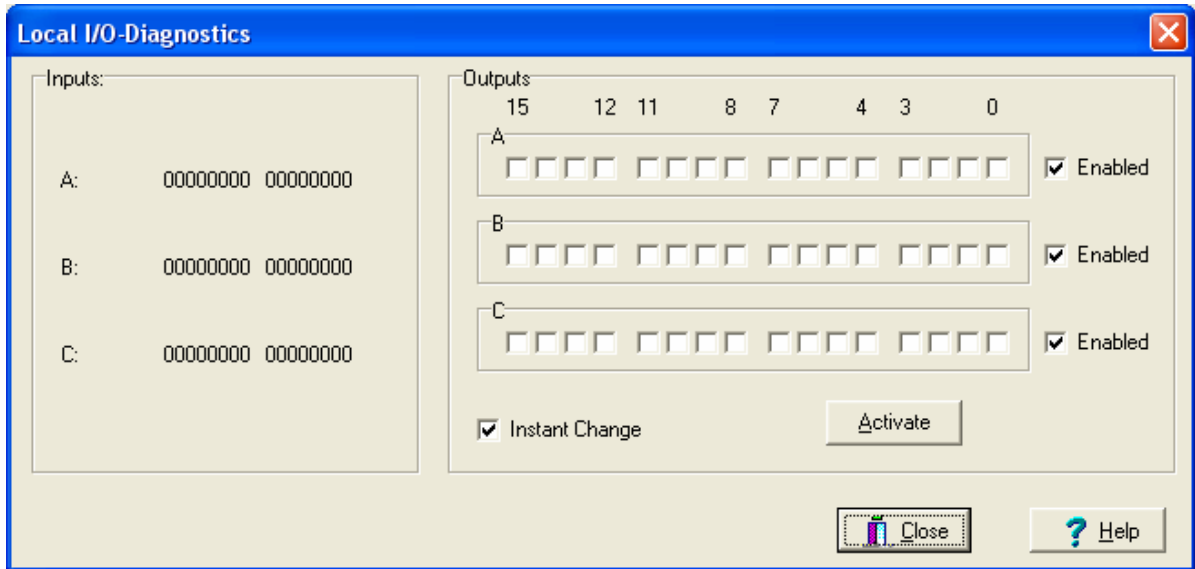 Local I/O-Diagnostics
Inputs:
A: 00000000 00000000
B: 00000000 00000000
C: 00000000 00000000
Outputs
15 12 11 8 7 4 3 0
A
Enabled
B
Enabled
C
Enabled
Instant Change
Activate
Close
Help